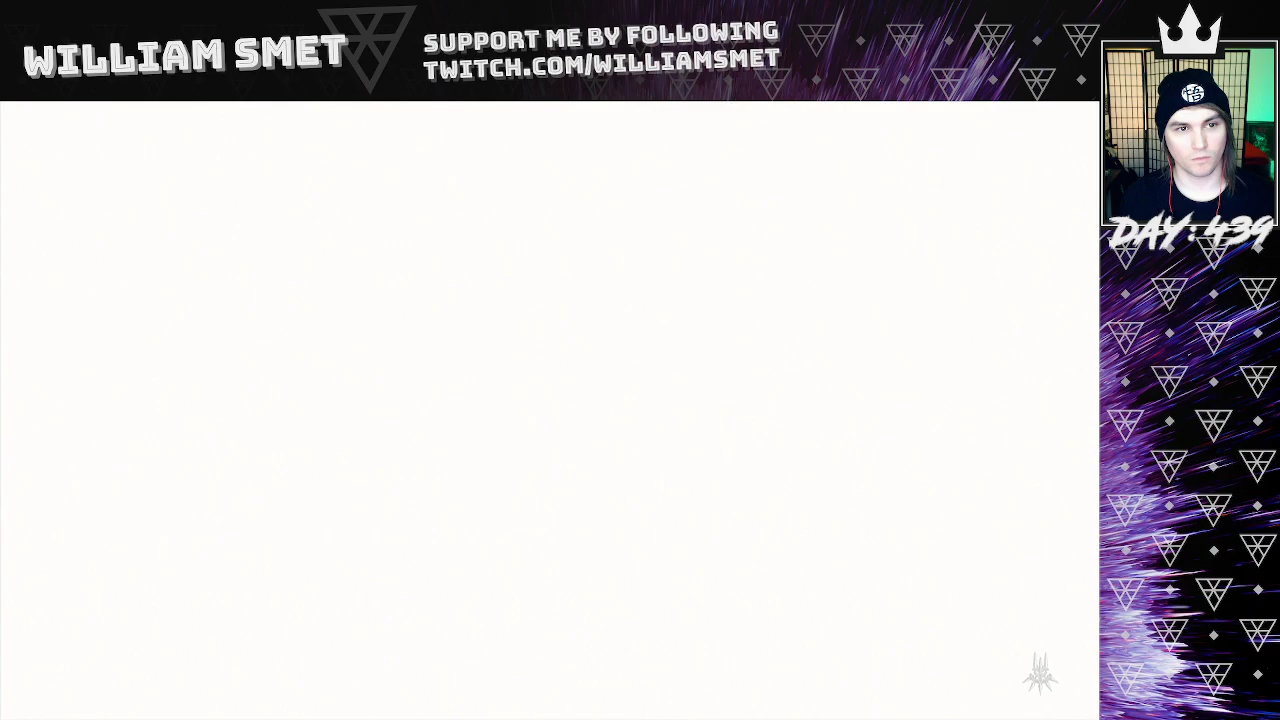 WILLIAM SMET
SUPPORT ME BY FOLLOWING
TWITCH.COM/WILLIAMSMET
DAY: 439